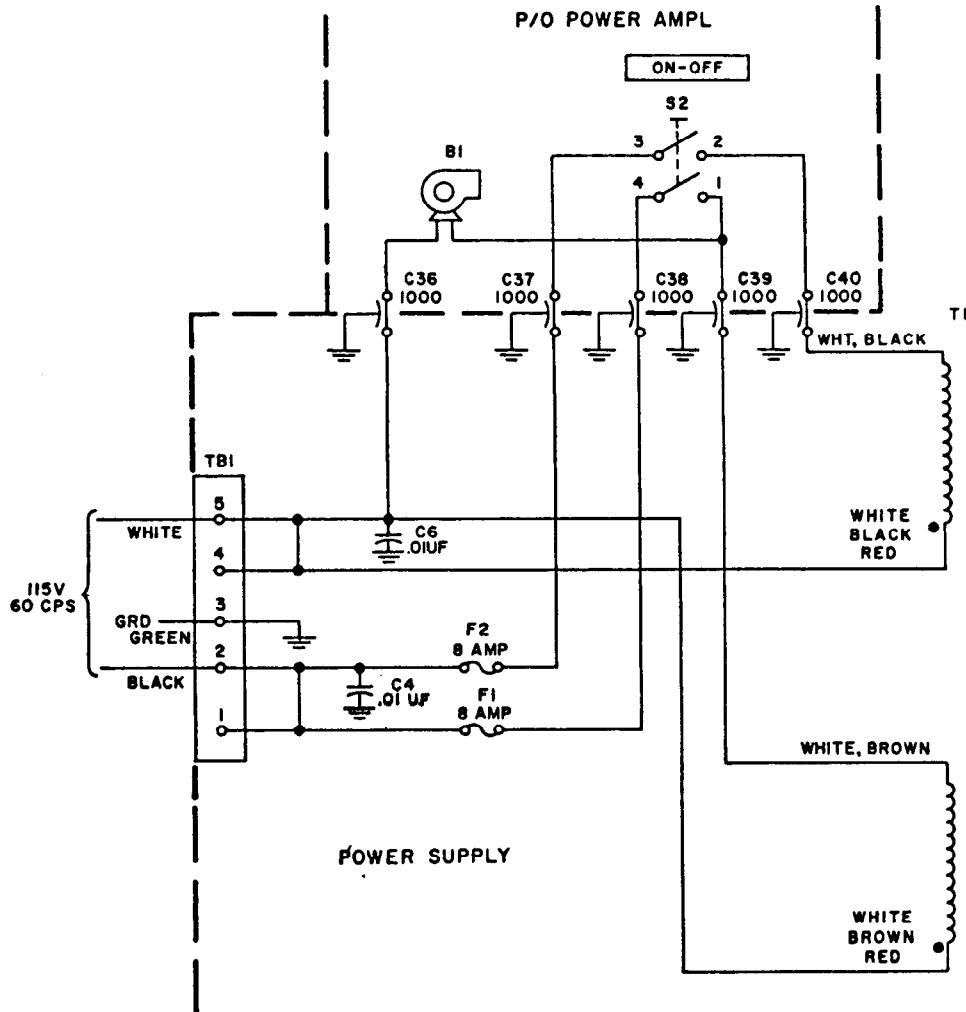 P/O POWER AMPL
ON-OFF
S2
3
2
B1
4
1
C36
1000
C37
1000
C38
1000
C39
1000
C40
1000
WHT, BLACK
TB1
5
WHITE
C6
.01UF
WHITE
BLACK
RED
4
115V
60 CPS
3
GRD
GREEN
2
F2
8 AMP
BLACK
C4
.01 UF
F1
8 AMP
1
WHITE, BROWN
POWER SUPPLY
WHITE
BROWN
RED